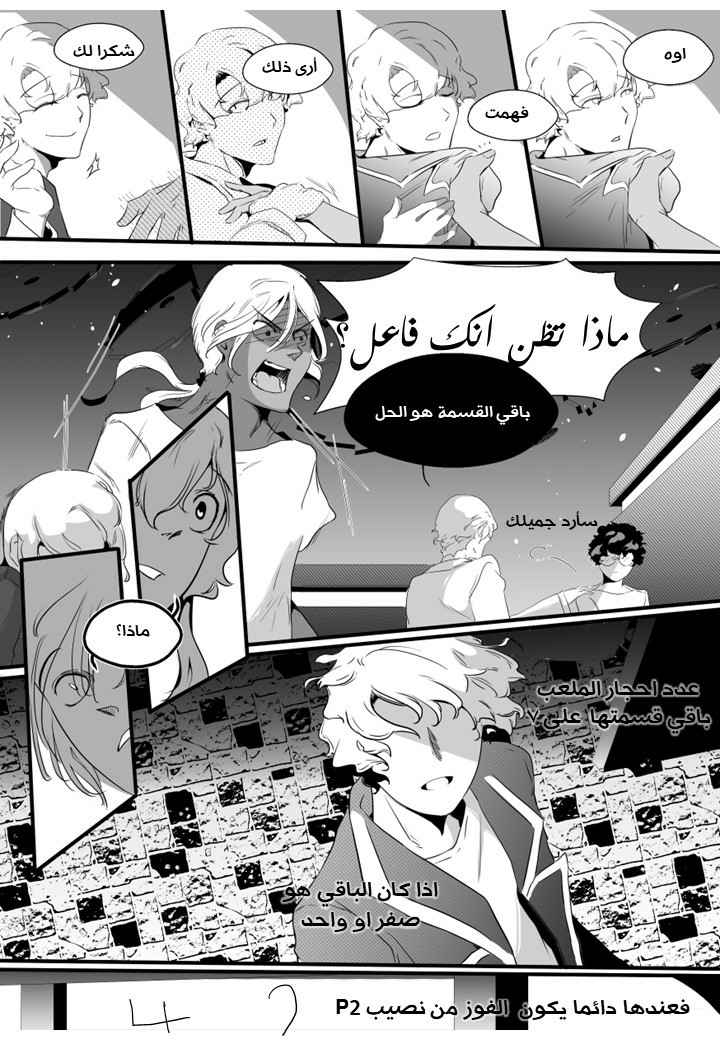 اوه
فهمت
أرى ذلك
شكرا لك
ماذا تظن انك فاعل؟
باقي القسمة هو الحل
سأرد جميلك
ماذا؟
عدد احجار الملعب
باقي قسمتها على ٧
اذا كان الباقي هو
صفر او واحد
فعندها دائما يكون الفوز من نصيب P2
4 2